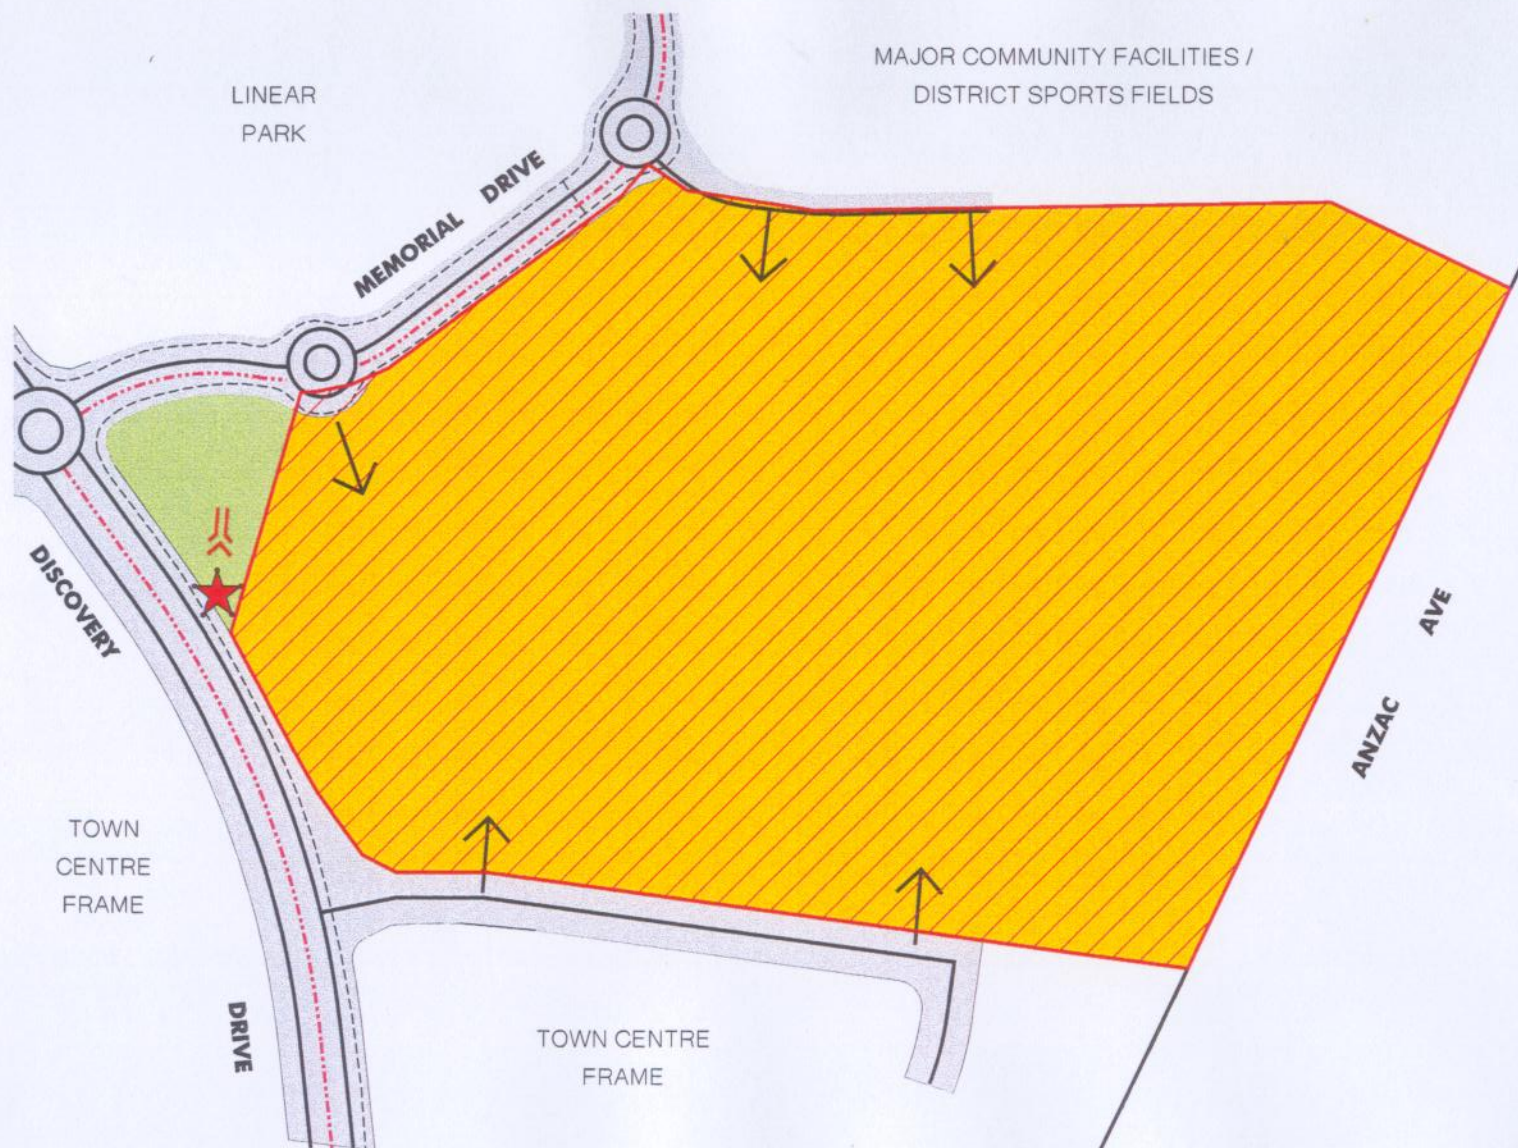 MAJOR COMMUNITY FACILITIES /
DISTRICT SPORTS FIELDS
LINEAR
PARK
MEMORIAL DRIVE
DISCOVERY
DRIVE
ANZAC AVE
TOWN
CENTRE
FRAME
TOWN CENTRE
FRAME